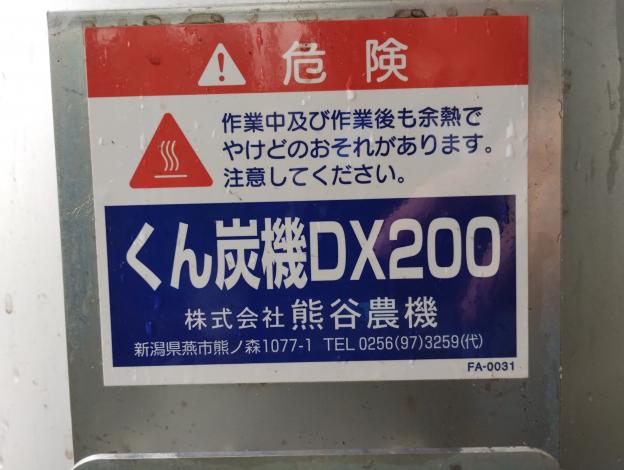 危険
作業中及び作業後も余熱で
やけどのおそれがあります。
注意してください。
くん炭機DX200
株式会社 熊谷農機
新潟県燕市熊ノ森1077-1 TEL 0256(97)3259(代)
FA-0031